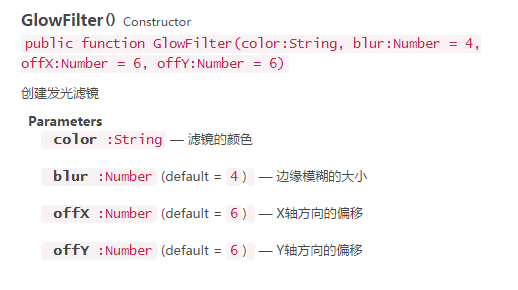 GlowFilter() Constructor
public function GlowFilter(color:String, blur:Number = 4,
offX:Number = 6, offY:Number = 6)
创建发光滤镜
Parameters
color :String — 滤镜的颜色
blur :Number (default = 4 ) — 边缘模糊的大小
offX :Number (default = 6 ) — X轴方向的偏移
offY :Number (default = 6 ) — Y轴方向的偏移